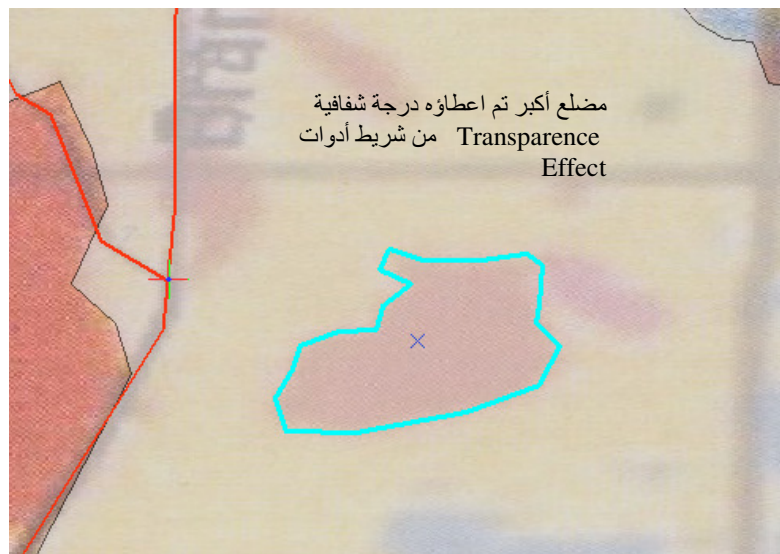 مضلع أكبر تم اعطاؤه درجة شفافية
Transparence من شريط أدوات
Effect